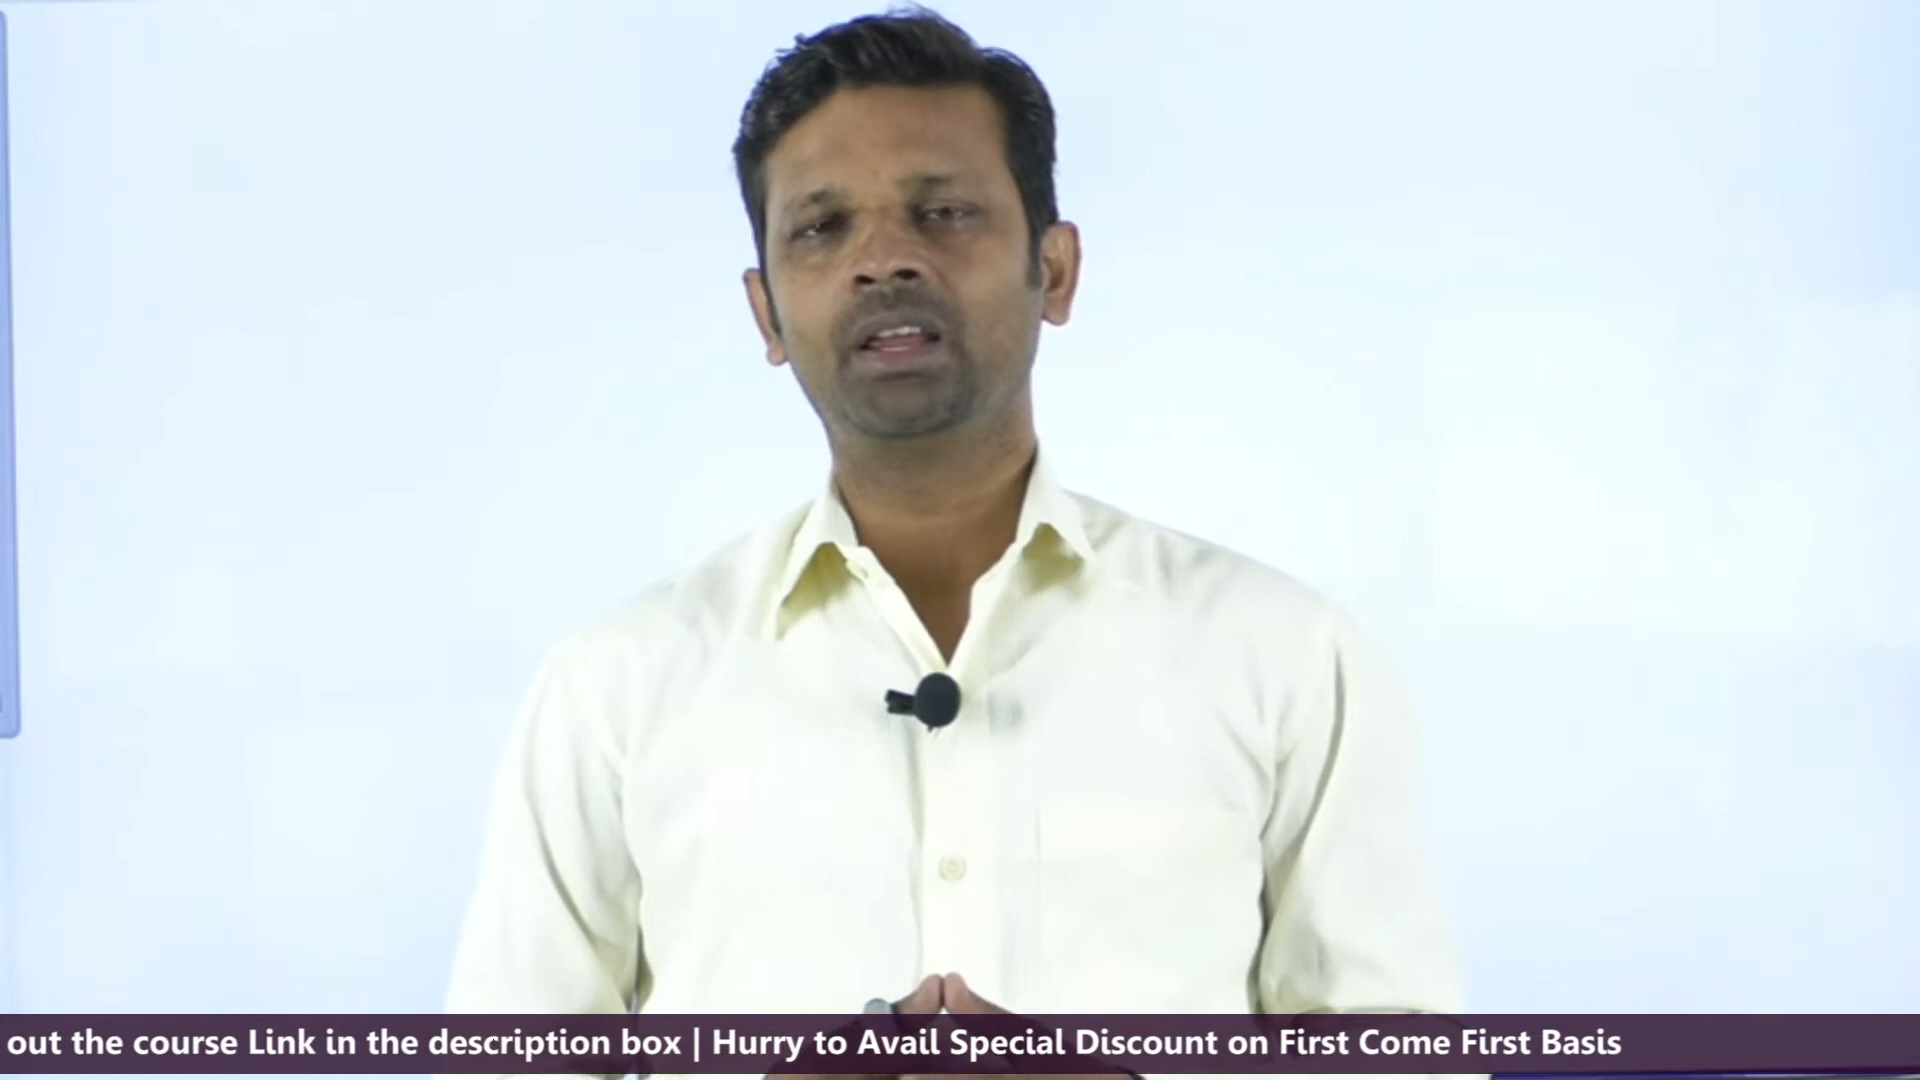 out the course Link in the description box | Hurry to Avail Special Discount on First Come First Basis